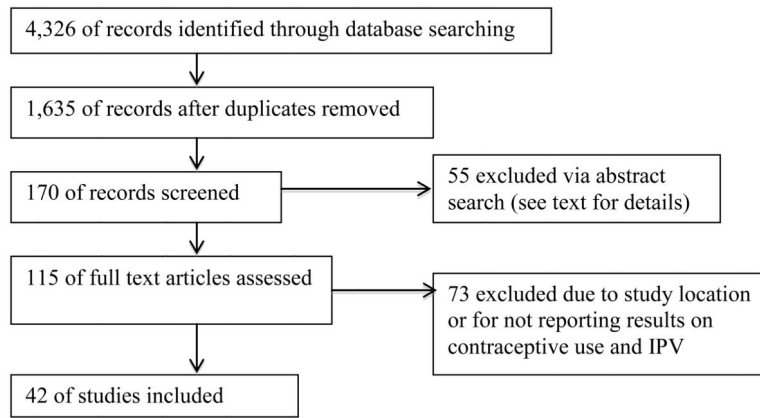 4,326 of records identified through database searching
1,635 of records after duplicates removed
170 of records screened
55 excluded via abstract
search (see text for details)
115 of full text articles assessed
73 excluded due to study location
or for not reporting results on
contraceptive use and IPV
42 of studies included